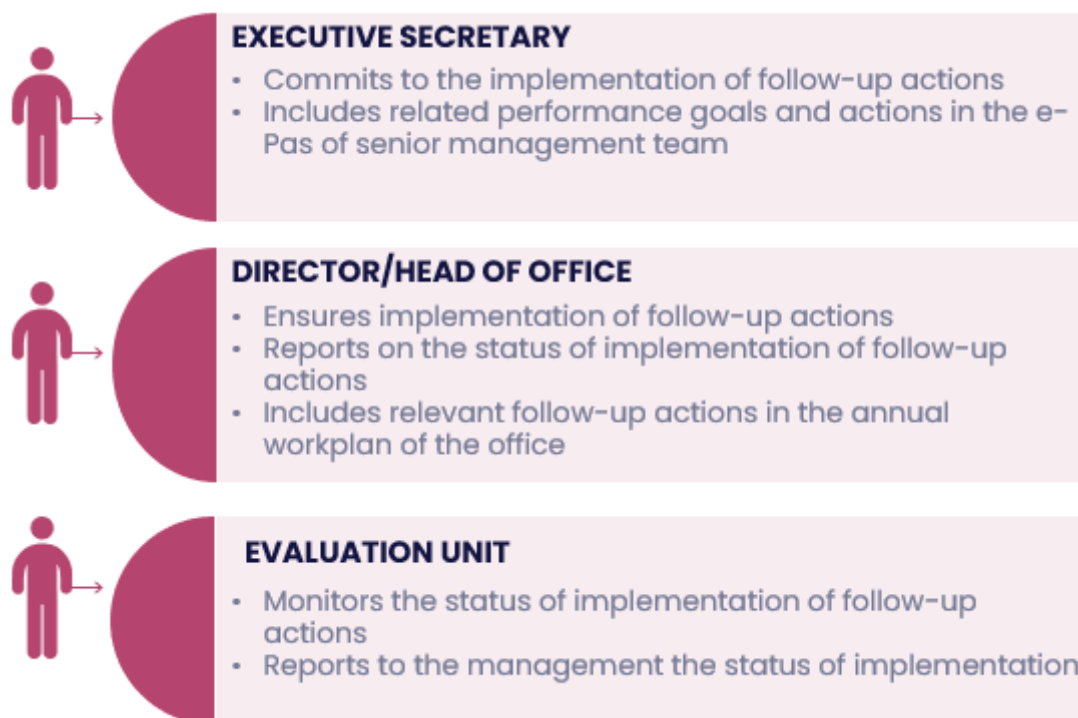 EXECUTIVE SECRETARY
• Commits to the implementation of follow-up actions
• Includes related performance goals and actions in the e-
Pas of senior management team
DIRECTOR/HEAD OF OFFICE
• Ensures implementation of follow-up actions
• Reports on the status of implementation of follow-up
actions
• Includes relevant follow-up actions in the annual
workplan of the office
EVALUATION UNIT
• Monitors the status of implementation of follow-up
actions
• Reports to the management the status of implementation